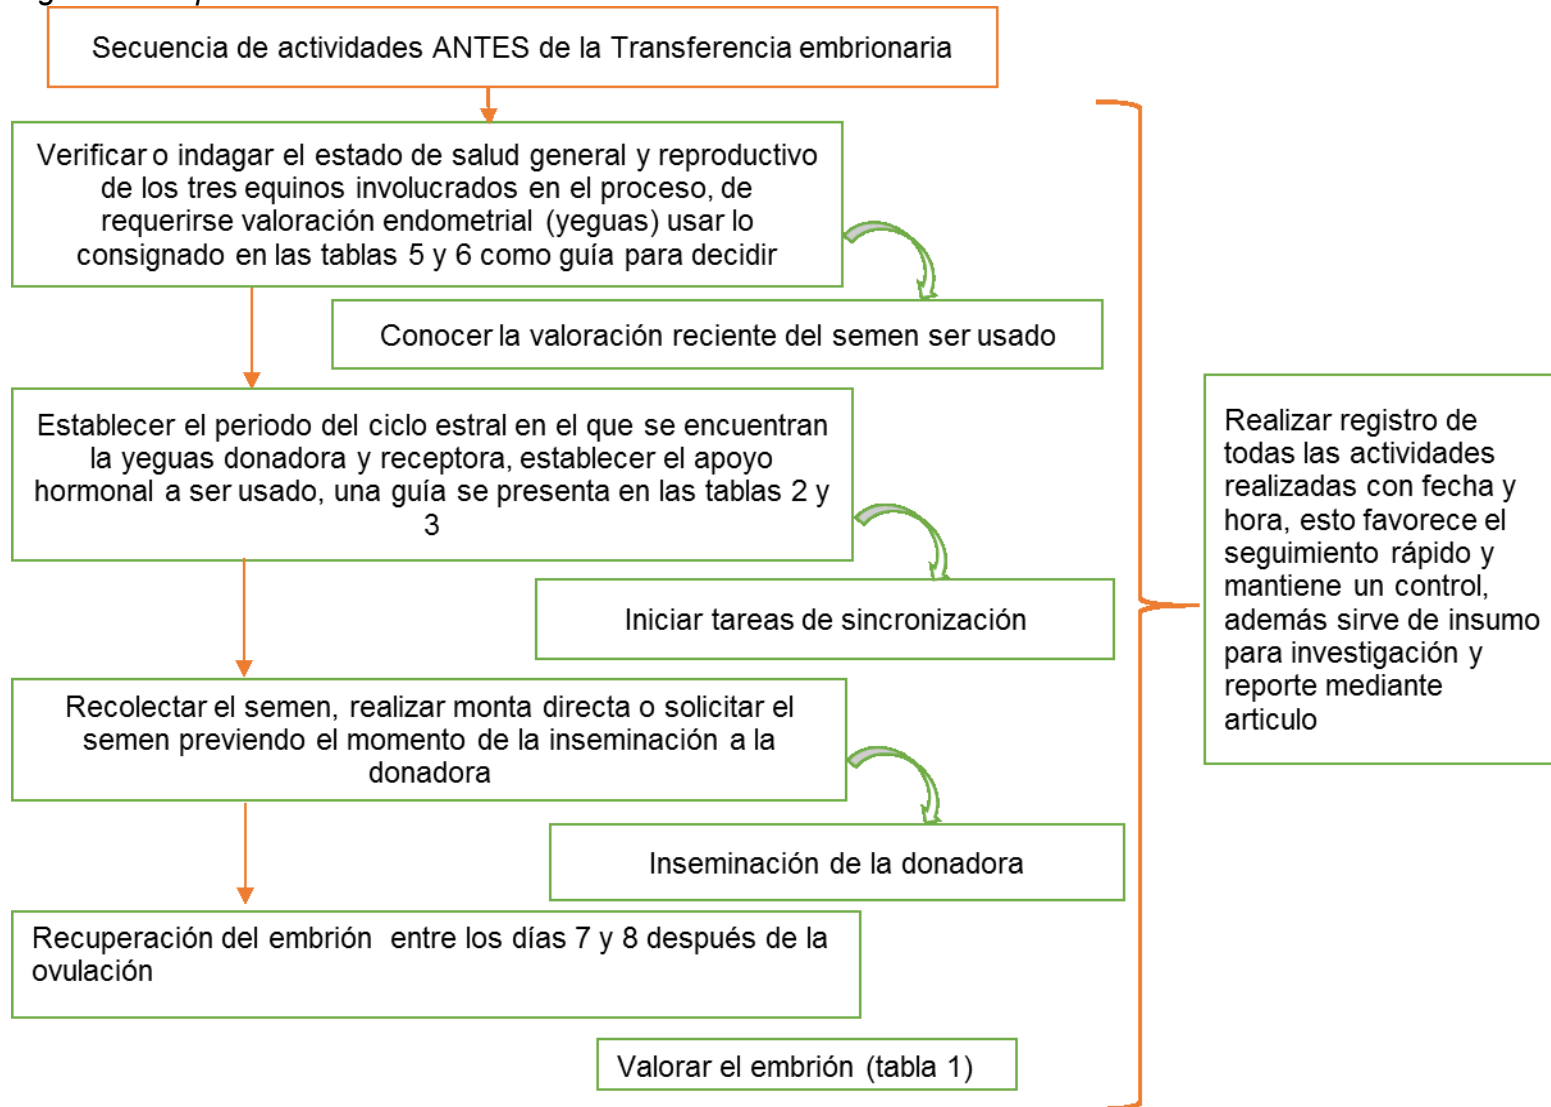 Secuencia de actividades ANTES de la Transferencia embrionaria
Verificar o indagar el estado de salud general y reproductivo
de los tres equinos involucrados en el proceso, de
requerirse valoración endometrial (yeguas) usar lo
consignado en las tablas 5 y 6 como guía para decidir
Conocer la valoración reciente del semen ser usado
Establecer el periodo del ciclo estral en el que se encuentran
la yeguas donadora y receptora, establecer el apoyo
hormonal a ser usado, una guía se presenta en las tablas 2 y
3
Iniciar tareas de sincronización
Recolectar el semen, realizar monta directa o solicitar el
semen previendo el momento de la inseminación a la
donadora
Inseminación de la donadora
Recuperación del embrión entre los días 7 y 8 después de la
ovulación
Valorar el embrión (tabla 1)
Realizar registro de
todas las actividades
realizadas con fecha y
hora, esto favorece el
seguimiento rápido y
mantiene un control,
además sirve de insumo
para investigación y
reporte mediante
articulo